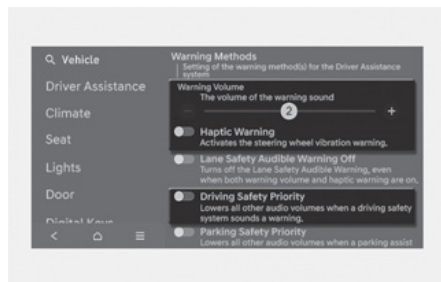 Vehicle
Driver Assistance
Climate
Seat
Lights
Door
Digital Keys
Warning Methods
Setting of the warning method(s) for the Driver Assistance
system
Warning Volume
The volume of the warning sound
2
Haptic Warning
Activates the steering wheel vibration warning.
Lane Safety Audible Warning Off
Turns off the Lane Safety Audible Warning, even
when both warning volume and haptic warning are on.
Driving Safety Priority
Lowers all other audio volumes when a driving safety
system sounds a warning.
Parking Safety Priority
Lowers all other audio volumes when a parking assist